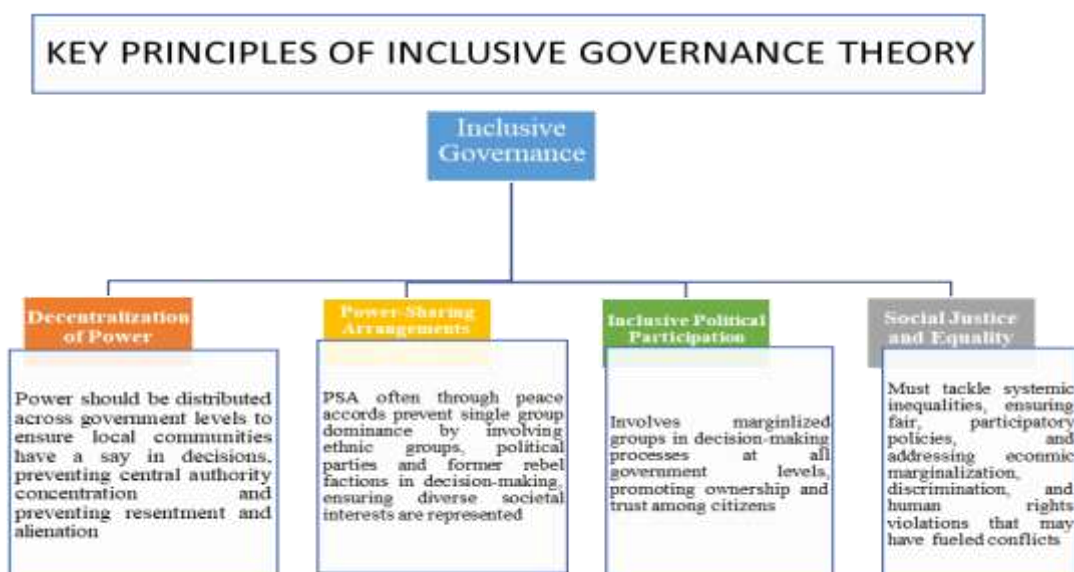 KEY PRINCIPLES OF INCLUSIVE GOVERNANCE THEORY
Inclusive
Governance
Decentralization
of Power
Power should be distributed
across government levels to
ensure local communities
have a say in decisions,
preventing central authority
concentration and
preventing resentment and
alienation
Power-Sharing
Arrangements
PSA often through peace
accords prevent single group
dominance by involving
ethnic groups, political
parties and former rebel
factions in decision-making,
ensuring diverse societal
interests are represented
Inclusive Political
Participation
Involves marginlized
groups in decision-making
processes at all
government levels,
promoting ownership and
trust among citizens
Social Justice
and Equality
Must tackle systemic
inequalities, ensuring
fair, participatory
policies, and
addressing econmic
marginalization,
discrimination, and
human rights
violations that may
have fueled conflicts